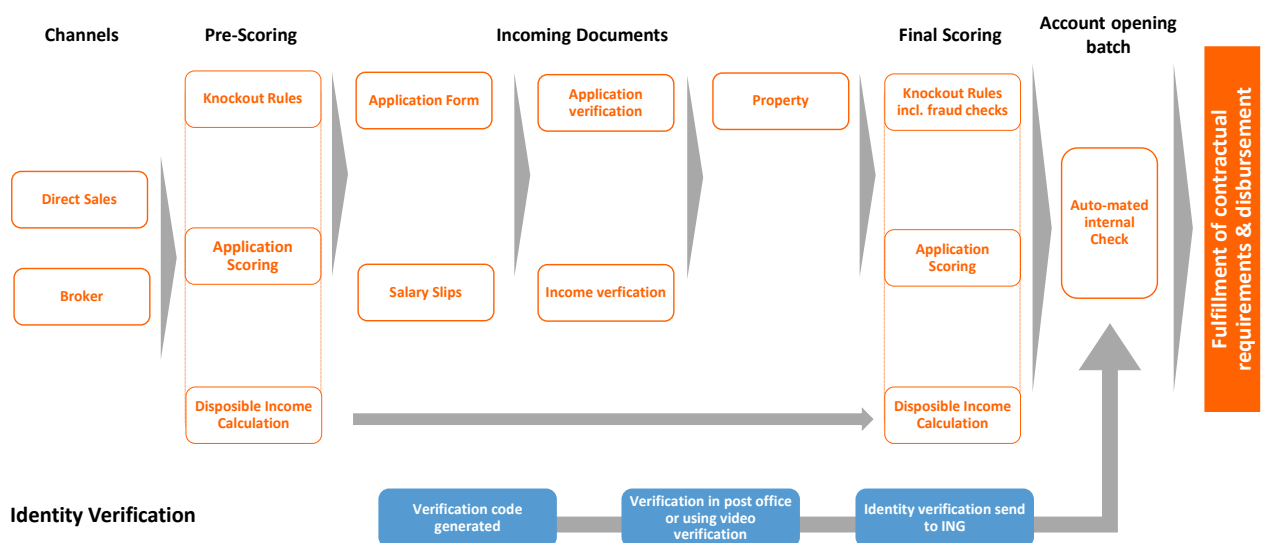 Channels
Pre-Scoring
Incoming Documents
Final Scoring
Account opening
batch
Knockout Rules
Application Form
Application
verification
Property
Knockout Rules
incl. fraud checks
Direct Sales
Broker
Application
Scoring
Salary Slips
Income verfication
Application
Scoring
Auto-mated
internal
Check
Disposible Income
Calculation
Disposible Income
Calculation
Fulfillment of contractual
requirements & disbursement
Identity Verification
Verification code
generated
Verification in post office
or using video
verification
Identity verification send
to ING